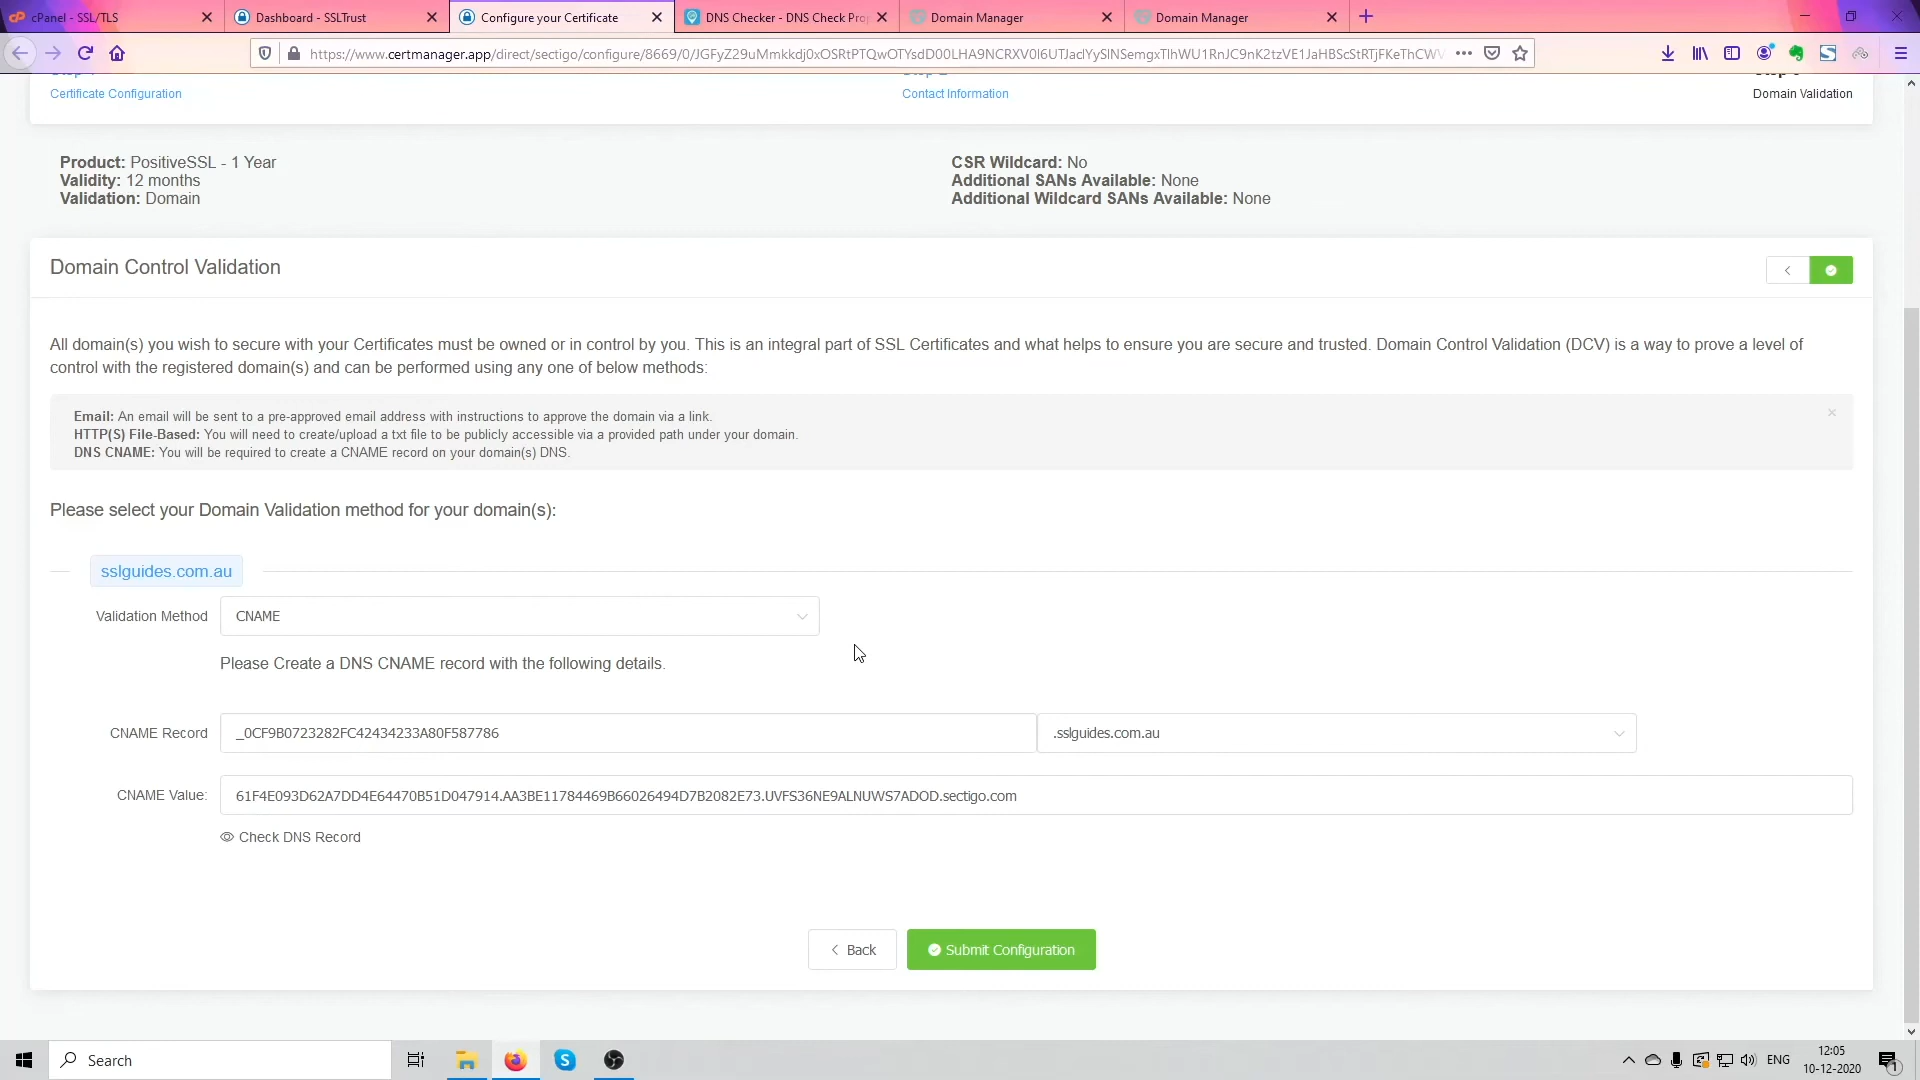 cPanel - SSL/TLS
Dashboard - SSLTrust
Configure your Certificate
DNS Checker - DNS Check Prop
Domain Manager
Domain Manager
Certificate Configuration
Contact Information
Domain Validation
Product: PositiveSSL - 1 Year
Validity: 12 months
Validation: Domain
CSR Wildcard: No
Additional SANs Available: None
Additional Wildcard SANs Available: None
Domain Control Validation
All domain(s) you wish to secure with your Certificates must be owned or in control by you. This is an integral part of SSL Certificates and what helps to ensure you are secure and trusted. Domain Control Validation (DCV) is a way to prove a level of
control with the registered domain(s) and can be performed using any one of below methods:
Email: An email will be sent to a pre-approved email address with instructions to approve the domain via a link.
HTTP(S) File-Based: You will need to create/upload a txt file to be publicly accessible via a provided path under your domain.
DNS CNAME: You will be required to create a CNAME record on your domain(s) DNS.
Please select your Domain Validation method for your domain(s):
sslguides.com.au
Validation Method
CNAME
Please Create a DNS CNAME record with the following details.
CNAME Record
_0CF9B0723282FC42434233A80F587786
.sslguides.com.au
CNAME Value:
61F4E093D62A7DD4E64470B51D047914.AA3BE11784469B66026494D7B2082E73.UVFS36NE9ALNUWS7ADOD.sectigo.com
Check DNS Record
Back
Submit Configuration
Search
ENG
12:05
10-12-2020
1